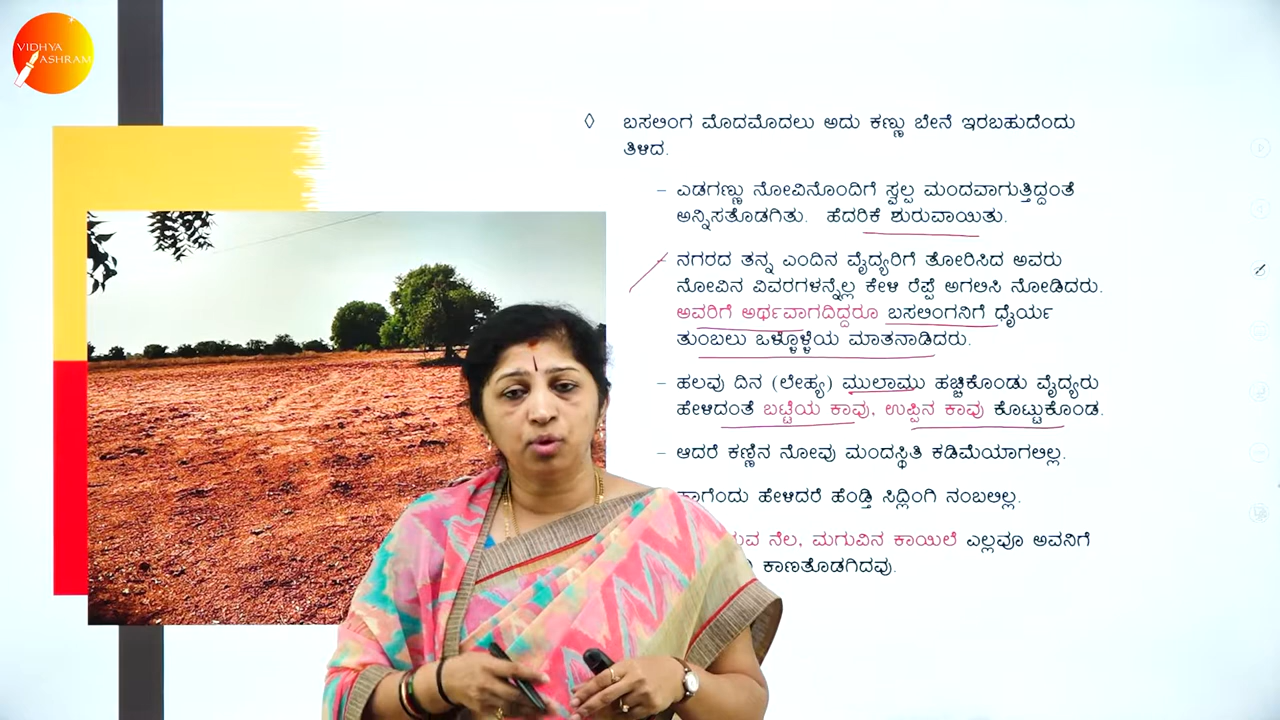 VIDHYA
ASHRAM
ಬಸಲಿಂಗ ಮೊದಮೊದಲು ಅದು ಕಣ್ಣು ಬೇನೆ ಇರಬಹುದೆಂದು
ತಿಳಿದ.
– ಎಡಗಣ್ಣು ನೋವಿನೊಂದಿಗೆ ಸ್ವಲ್ಪ ಮಂದವಾಗುತ್ತಿದ್ದಂತೆ
ಅನ್ನಿಸತೊಡಗಿತು. ಹೆದರಿಕೆ ಶುರುವಾಯಿತು.
– ನಗರದ ತನ್ನ ಎಂದಿನ ವೈದ್ಯರಿಗೆ ತೋರಿಸಿದ ಅವರು
ನೋವಿನ ವಿವರಗಳನ್ನೆಲ್ಲ ಕೇಳಿ ರೆಪ್ಪೆ ಅಗಲಿಸಿ ನೋಡಿದರು.
ಅವರಿಗೆ ಅರ್ಥವಾಗದಿದ್ದರೂ ಬಸಲಿಂಗನಿಗೆ ಧೈರ್ಯ
ತುಂಬಲು ಒಳ್ಳೊಳ್ಳೆಯ ಮಾತನಾಡಿದರು.
– ಹಲವು ದಿನ (ಲೇಹ್ಯ) ಮುಲಾಮು ಹಚ್ಚಿಕೊಂಡು ವೈದ್ಯರು
ಹೇಳಿದಂತೆ ಬಟ್ಟೆಯ ಕಾವು, ಉಪ್ಪಿನ ಕಾವು ಕೊಟ್ಟುಕೊಂಡ.
– ಆದರೆ ಕಣ್ಣಿನ ನೋವು ಮಂದಸ್ಥಿತಿ ಕಡಿಮೆಯಾಗಲಿಲ್ಲ.
ಹೇಳಿದರೆ ಹೆಂಡ್ತಿ ಸಿದ್ಲಿಂಗಿ ನಂಬಲಿಲ್ಲ.
ನೆಲ, ಮಗುವಿನ ಕಾಯಿಲೆ ಎಲ್ಲವೂ ಅವನಿಗೆ
ಕಾಣತೊಡಗಿದವು.